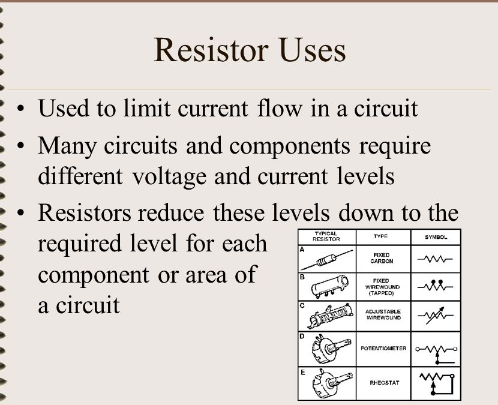 Resistor Uses
• Used to limit current flow in a circuit
• Many circuits and components require
different voltage and current levels
• Resistors reduce these levels down to the
required level for each
component or area of
a circuit
TYPICAL RESISTOR TYPE SYMBOL
A FIXED CARBON
B FIXED WIREWOUND (TAPPED)
C ADJUSTABLE WIREWOUND
D POTENTIOMETER
E RHEOSTAT